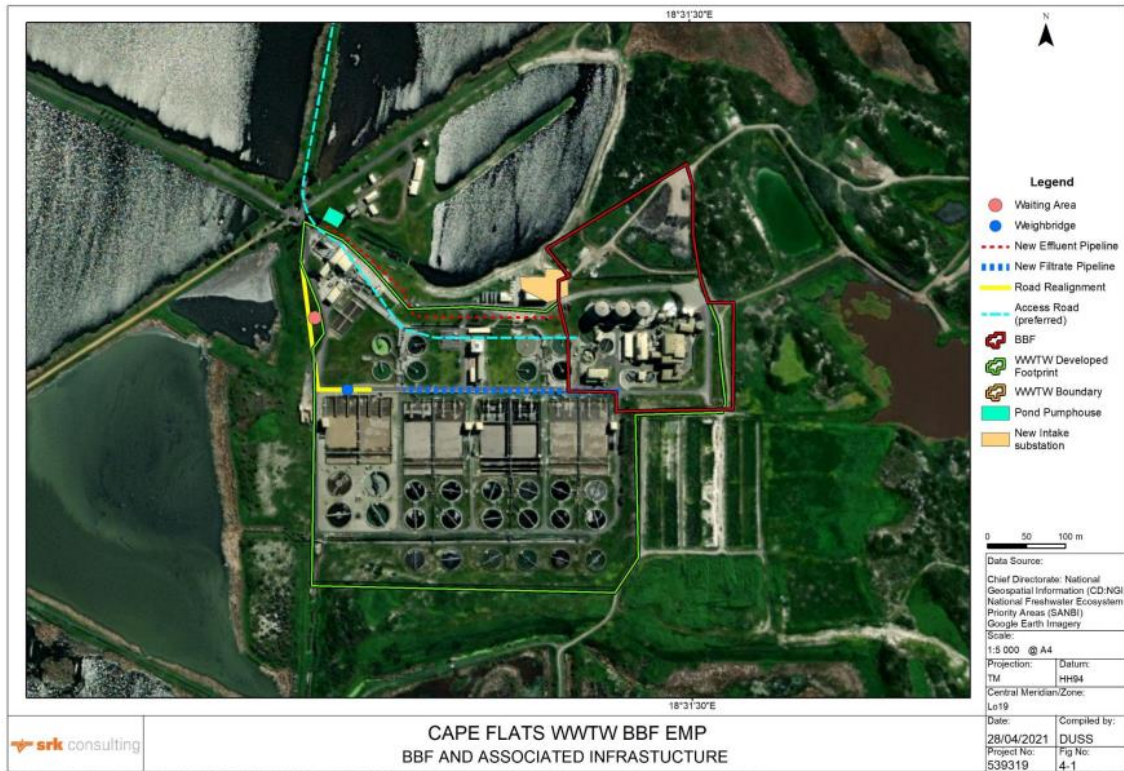 18°31'30"E
N
Legend
Waiting Area
Weighbridge
New Effluent Pipeline
New Filtrate Pipeline
Road Realignment
Access Road
(preferred)
BBF
WWTW Developed
Footprint
WWTW Boundary
Pond Pumphouse
New Intake
substation
0 50 100 m
Data Source:
Chief Directorate: National
Geospatial Information (CD:NGI
National Freshwater Ecosystem
Priority Areas (SANBI)
Google Earth Imagery
Scale:
1:5 000 @ A4
Projection: Datum:
TM HH94
Central Meridian/Zone:
Lo19
Date: Compiled by:
28/04/2021 DUSS
Project No: Fig No:
539319 4-1
18°31'30"E
srk consulting
CAPE FLATS WWTW BBF EMP
BBF AND ASSOCIATED INFRASTUCTURE